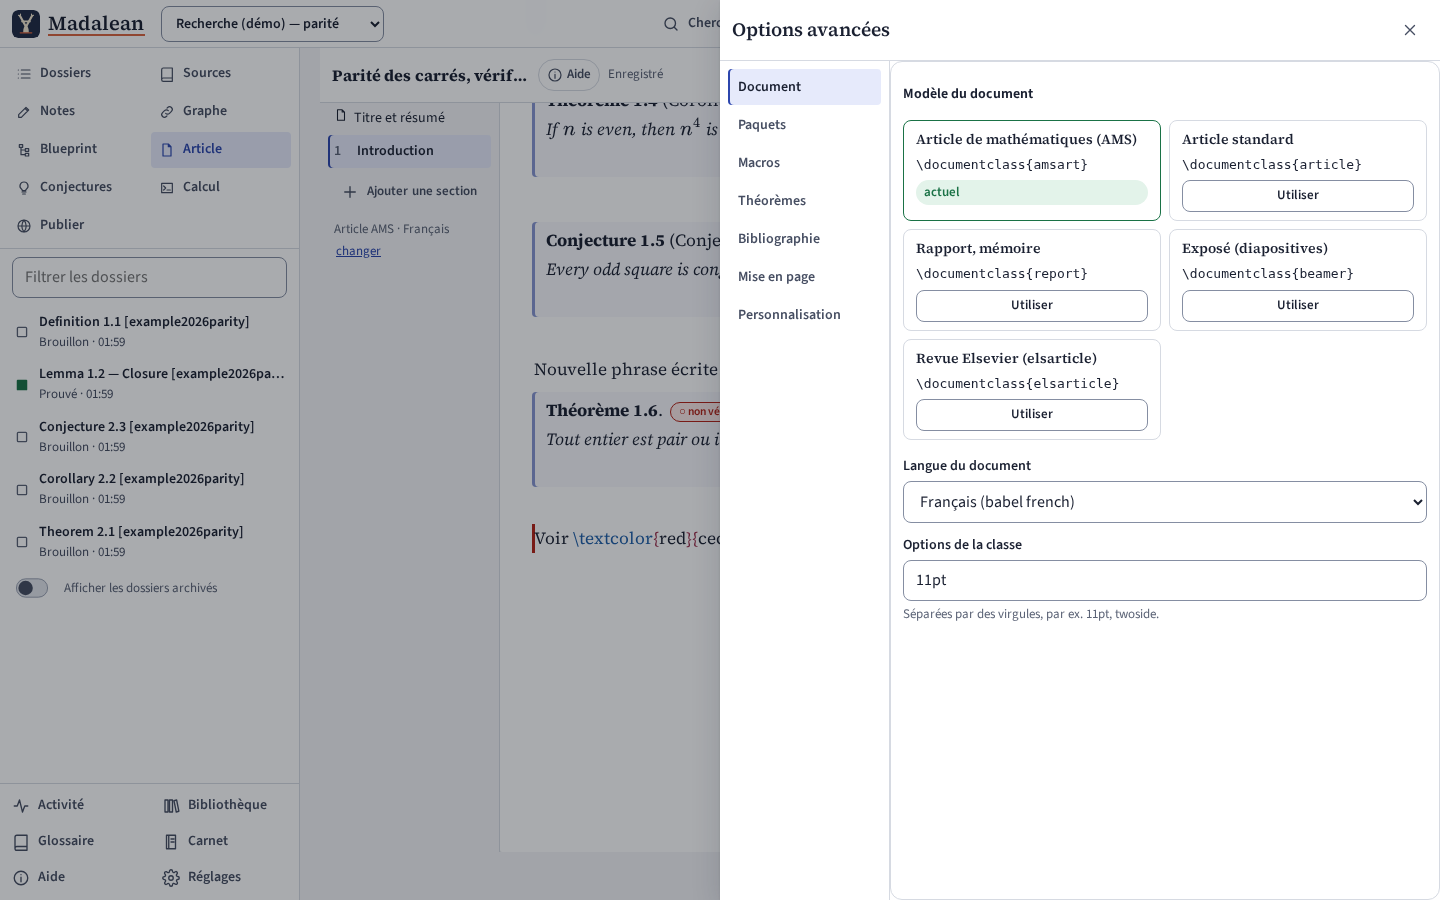 Madalean
Recherche (démo) — parité
Cherc
Dossiers
Sources
Notes
Graphe
Blueprint
Article
Conjectures
Calcul
Publier
Filtrer les dossiers
Definition 1.1 [example2026parity]
Brouillon · 01:59
Lemma 1.2 — Closure [example2026pa…
Prouvé · 01:59
Conjecture 2.3 [example2026parity]
Brouillon · 01:59
Corollary 2.2 [example2026parity]
Brouillon · 01:59
Theorem 2.1 [example2026parity]
Brouillon · 01:59
Afficher les dossiers archivés
Activité
Bibliothèque
Glossaire
Carnet
Aide
Réglages
Parité des carrés, vérif…
Aide
Enregistré
Titre et résumé
1 Introduction
Ajouter une section
Article AMS · Français
changer
If n is even, then n⁴ is
Conjecture 1.5 (Conje
Every odd square is con
Nouvelle phrase écrite
Théorème 1.6. ○ non vé
Tout entier est pair ou i
Voir \textcolor{red}{cec
Options avancées
Document
Paquets
Macros
Théorèmes
Bibliographie
Mise en page
Personnalisation
Modèle du document
Article de mathématiques (AMS)
\documentclass{amsart}
actuel
Article standard
\documentclass{article}
Utiliser
Rapport, mémoire
\documentclass{report}
Utiliser
Exposé (diapositives)
\documentclass{beamer}
Utiliser
Revue Elsevier (elsarticle)
\documentclass{elsarticle}
Utiliser
Langue du document
Français (babel french)
Options de la classe
11pt
Séparées par des virgules, par ex. 11pt, twoside.